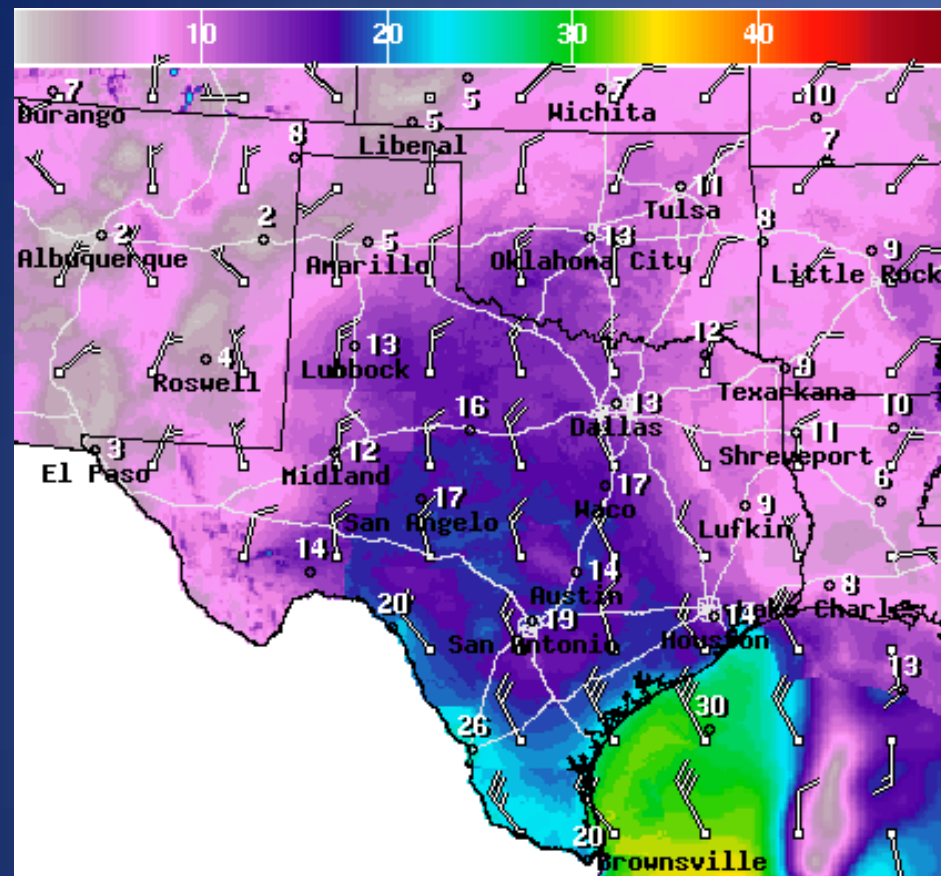 10 20 30 40
7 5 7 10
Durango Wichita
8 5 7
Liberal
11
Tulsa
2 2 5 13 8 9
Albuquerque Amarillo Oklahoma City Little Rock
13 12
4 Lubbock 9
Roswell Texarkana
16 13 10
Dallas 11
3 12 Shreveport
El Paso Midland
17 17 9 6
San Angelo Waco Lufkin
14 14 8
Austin
20 19 14 Lake Charles
San Antonio Houston
13
30
26
20
Brownsville